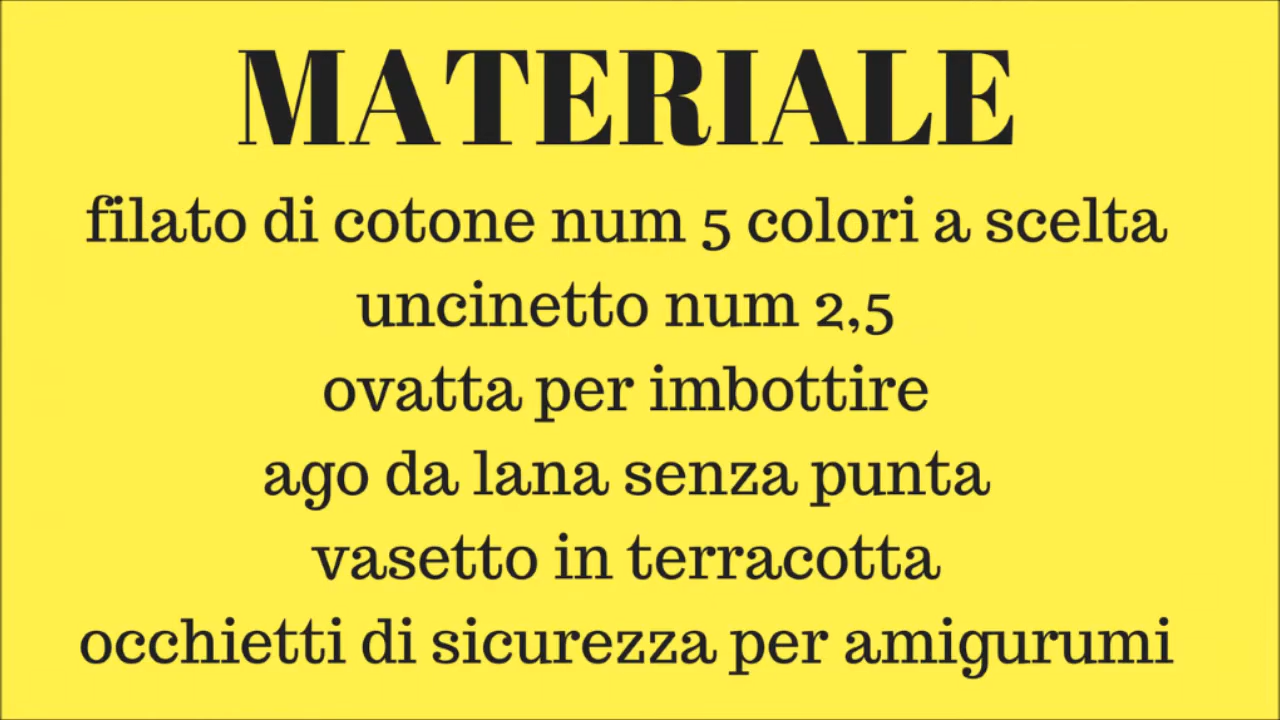 MATERIALE
filato di cotone num 5 colori a scelta
uncinetto num 2,5
ovatta per imbottire
ago da lana senza punta
vasetto in terracotta
occhietti di sicurezza per amigurumi